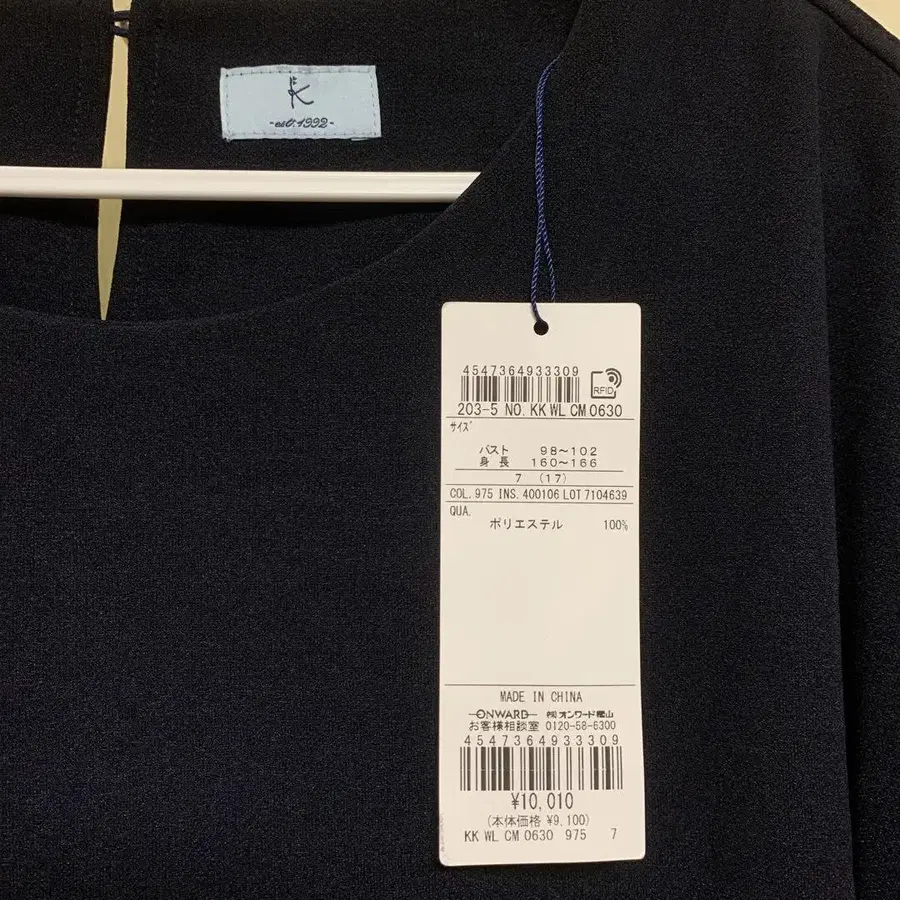 K
-est.1992-
4547364933309
RFID
203-5 NO. KK WL CM 0630
サイズ
バスト 98～102
身長 160～166
7 (17)
COL. 975 INS. 400106 LOT 7104639
QUA.
ポリエステル 100%
MADE IN CHINA
ONWARD ㈱オンワード樫山
お客様相談室 0120-58-6300
4547364933309
¥10,010
(本体価格 ¥9,100)
KK WL CM 0630 975 7